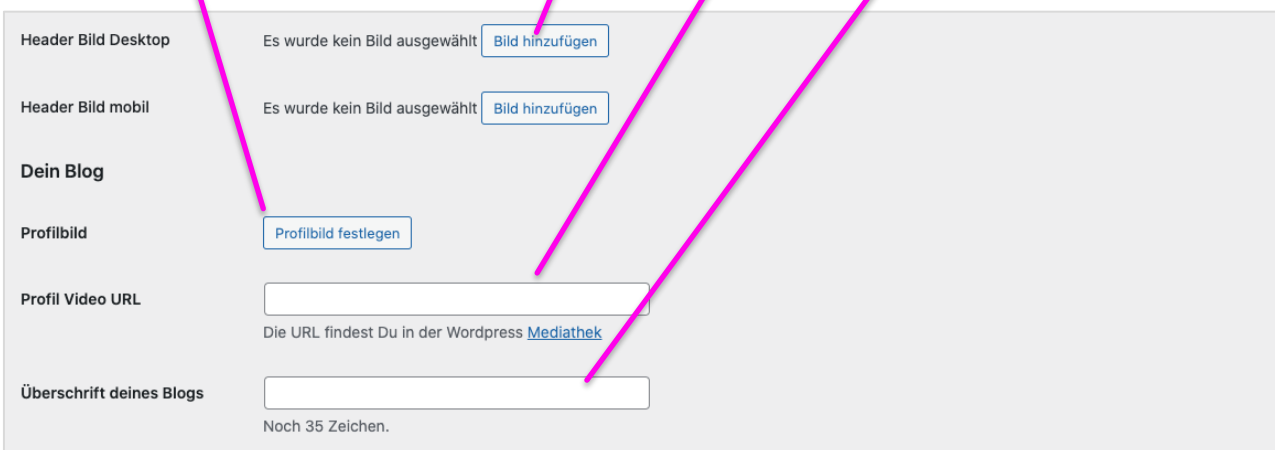 Header Bild Desktop Es wurde kein Bild ausgewählt Bild hinzufügen
Header Bild mobil Es wurde kein Bild ausgewählt Bild hinzufügen
Dein Blog
Profilbild Profilbild festlegen
Profil Video URL
Die URL findest Du in der Wordpress Mediathek
Überschrift deines Blogs
Noch 35 Zeichen.